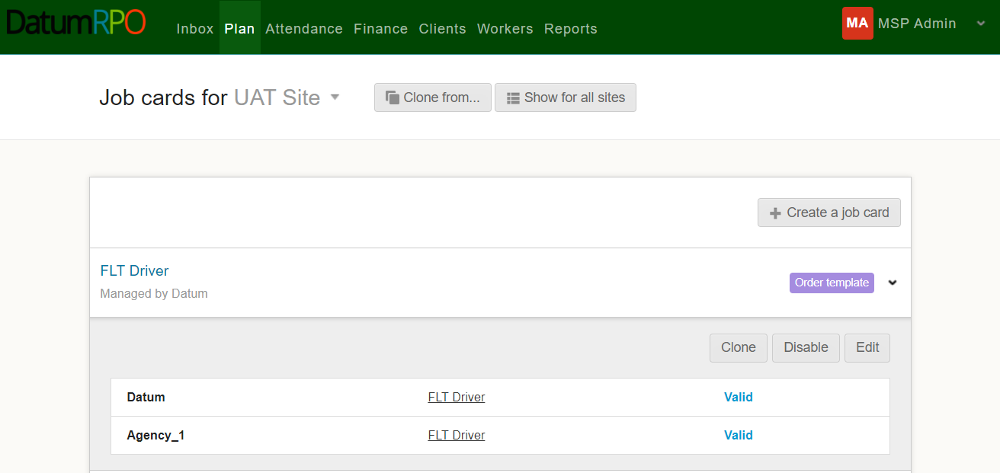 DatumRPO
Inbox Plan Attendance Finance Clients Workers Reports
MA MSP Admin
Job cards for UAT Site
Clone from... Show for all sites
Create a job card
FLT Driver
Managed by Datum
Order template
Clone Disable Edit
Datum FLT Driver Valid
Agency_1 FLT Driver Valid